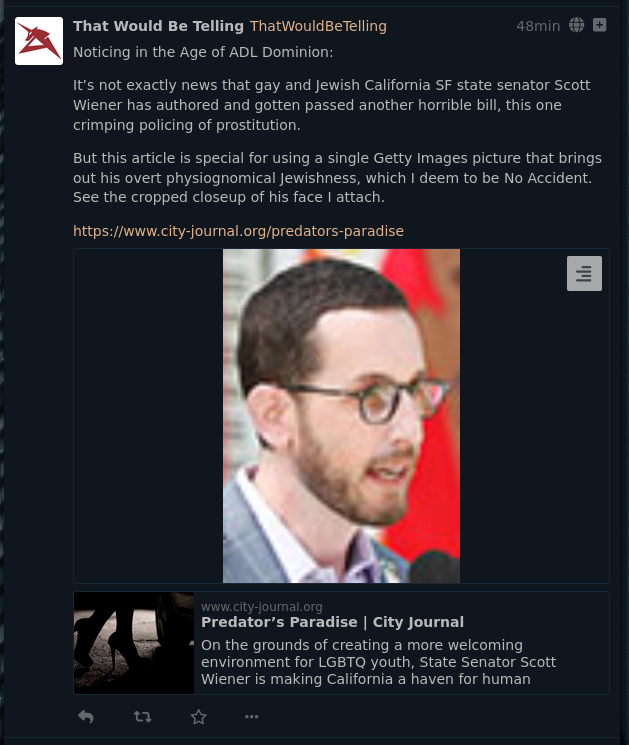 That Would Be Telling ThatWouldBeTelling 48min
Noticing in the Age of ADL Dominion:
It's not exactly news that gay and Jewish California SF state senator Scott
Wiener has authored and gotten passed another horrible bill, this one
crimping policing of prostitution.
But this article is special for using a single Getty Images picture that brings
out his overt physiognomical Jewishness, which I deem to be No Accident.
See the cropped closeup of his face I attach.
https://www.city-journal.org/predators-paradise
www.city-journal.org
Predator's Paradise | City Journal
On the grounds of creating a more welcoming
environment for LGBTQ youth, State Senator Scott
Wiener is making California a haven for human